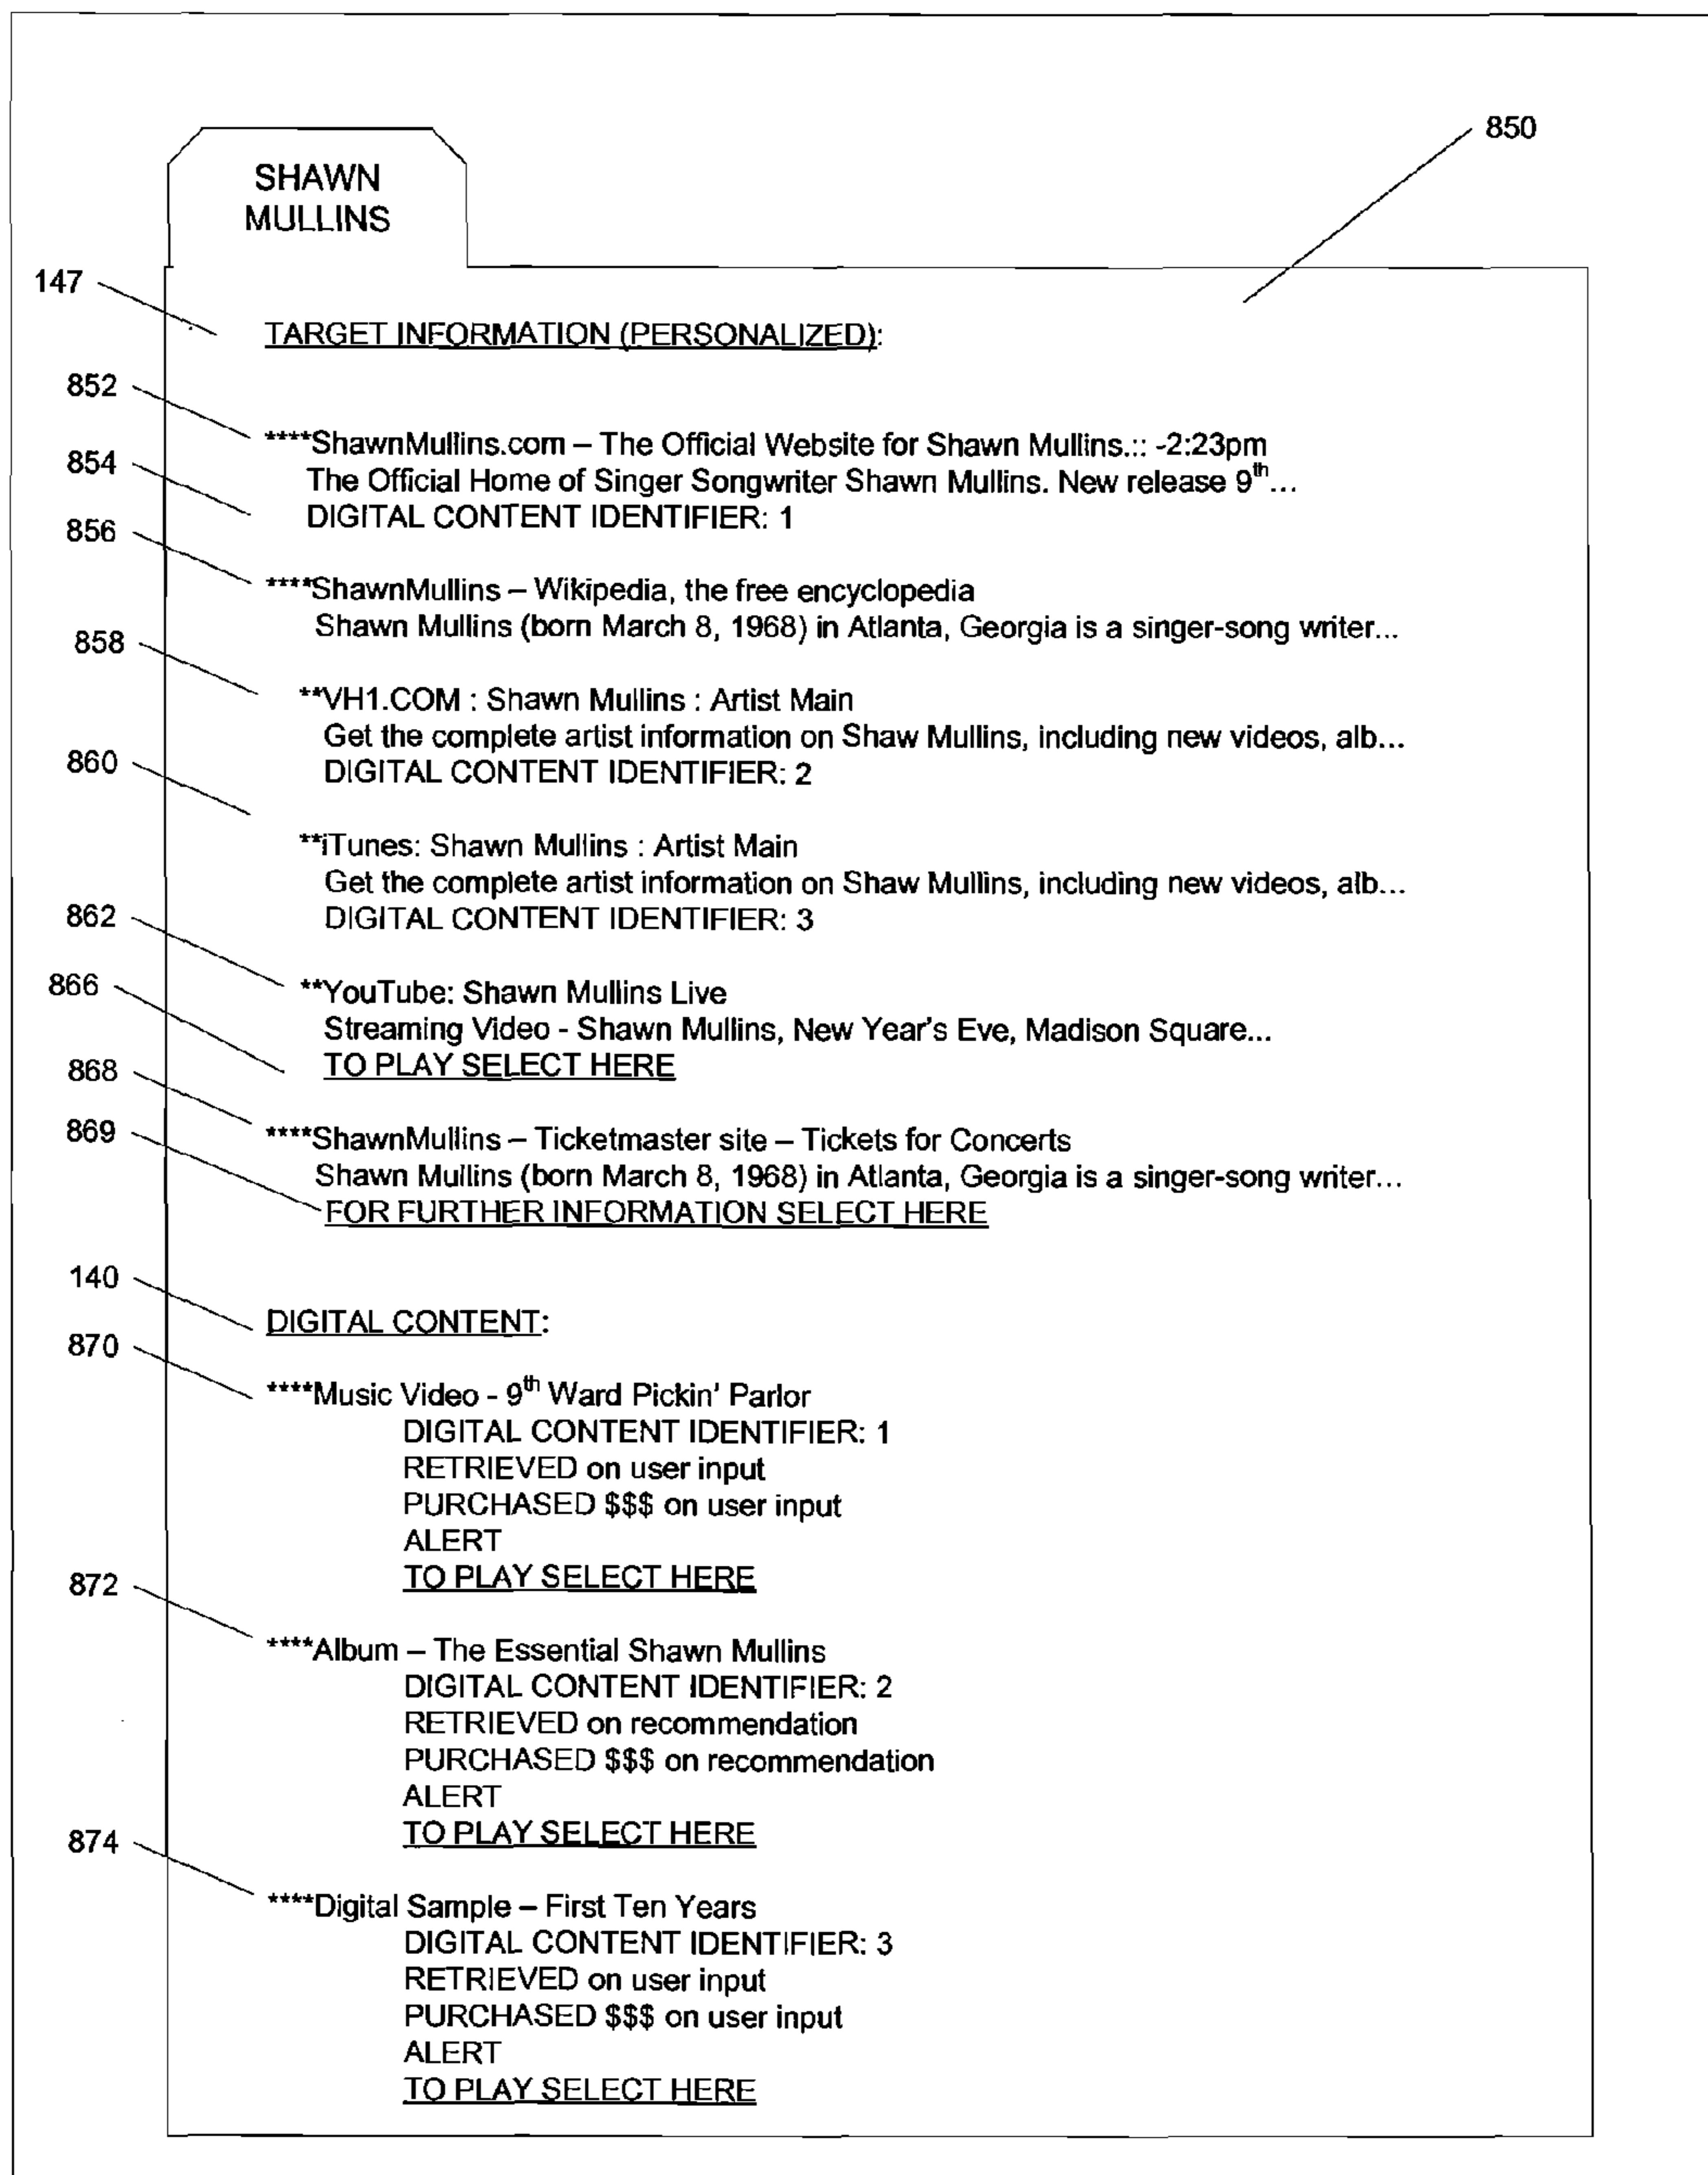 850
SHAWN
MULLINS
147
TARGET INFORMATION (PERSONALIZED):
852
****ShawnMullins.com – The Official Website for Shawn Mullins.:: -2:23pm
854
The Official Home of Singer Songwriter Shawn Mullins. New release 9th...
DIGITAL CONTENT IDENTIFIER: 1
856
****ShawnMullins – Wikipedia, the free encyclopedia
Shawn Mullins (born March 8, 1968) in Atlanta, Georgia is a singer-song writer...
858
**VH1.COM : Shawn Mullins : Artist Main
Get the complete artist information on Shaw Mullins, including new videos, alb...
860
DIGITAL CONTENT IDENTIFIER: 2
**iTunes: Shawn Mullins : Artist Main
Get the complete artist information on Shaw Mullins, including new videos, alb...
862
DIGITAL CONTENT IDENTIFIER: 3
866
**YouTube: Shawn Mullins Live
Streaming Video - Shawn Mullins, New Year's Eve, Madison Square...
868
TO PLAY SELECT HERE
869
****ShawnMullins – Ticketmaster site – Tickets for Concerts
Shawn Mullins (born March 8, 1968) in Atlanta, Georgia is a singer-song writer...
FOR FURTHER INFORMATION SELECT HERE
140
DIGITAL CONTENT:
870
****Music Video - 9th Ward Pickin' Parlor
DIGITAL CONTENT IDENTIFIER: 1
RETRIEVED on user input
PURCHASED $$$ on user input
ALERT
TO PLAY SELECT HERE
872
****Album – The Essential Shawn Mullins
DIGITAL CONTENT IDENTIFIER: 2
RETRIEVED on recommendation
PURCHASED $$$ on recommendation
ALERT
TO PLAY SELECT HERE
874
****Digital Sample – First Ten Years
DIGITAL CONTENT IDENTIFIER: 3
RETRIEVED on user input
PURCHASED $$$ on user input
ALERT
TO PLAY SELECT HERE